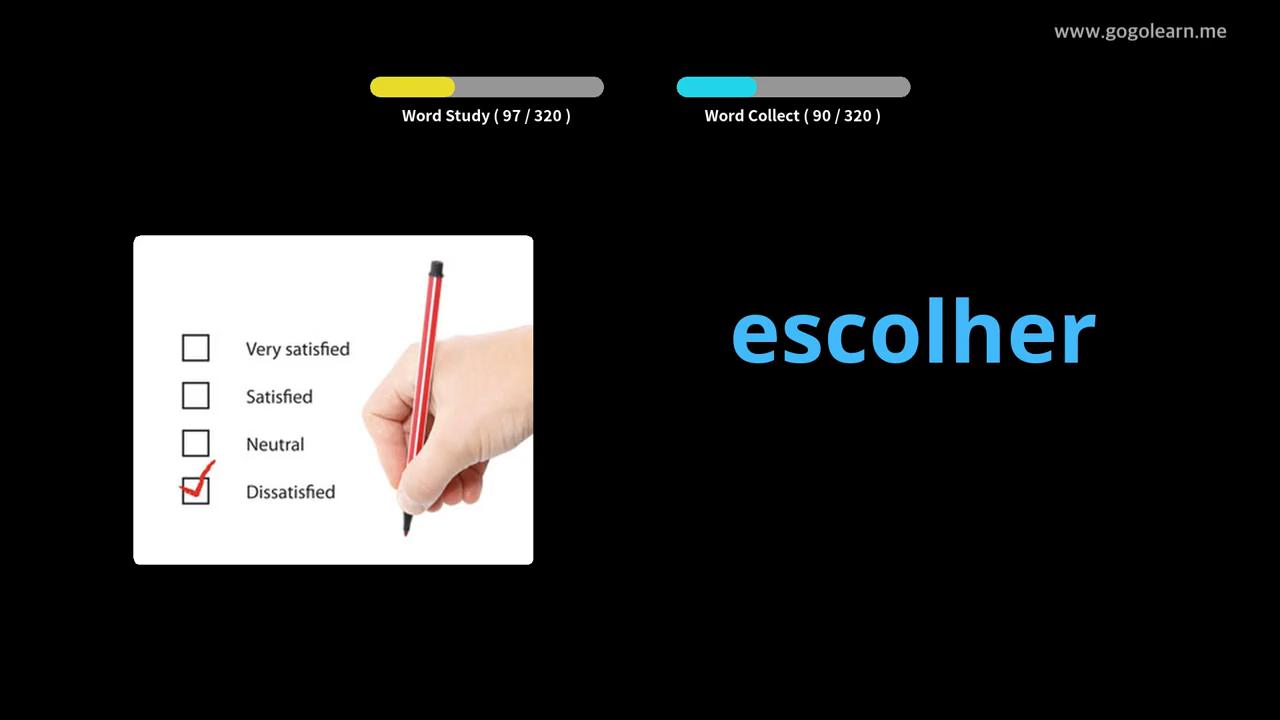 www.gogolearn.me
Word Study ( 97 / 320 )
Word Collect ( 90 / 320 )
escolher
Very satisfied
Satisfied
Neutral
Dissatisfied